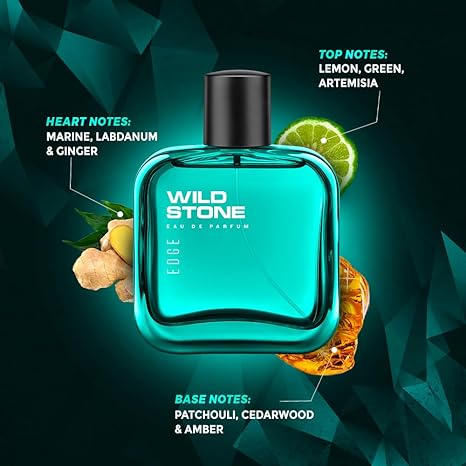 TOP NOTES:
LEMON, GREEN,
ARTEMISIA
HEART NOTES:
MARINE, LABDANUM
& GINGER
WILD
STONE
EAU DE PARFUM
EDGE
BASE NOTES:
PATCHOULI, CEDARWOOD
& AMBER